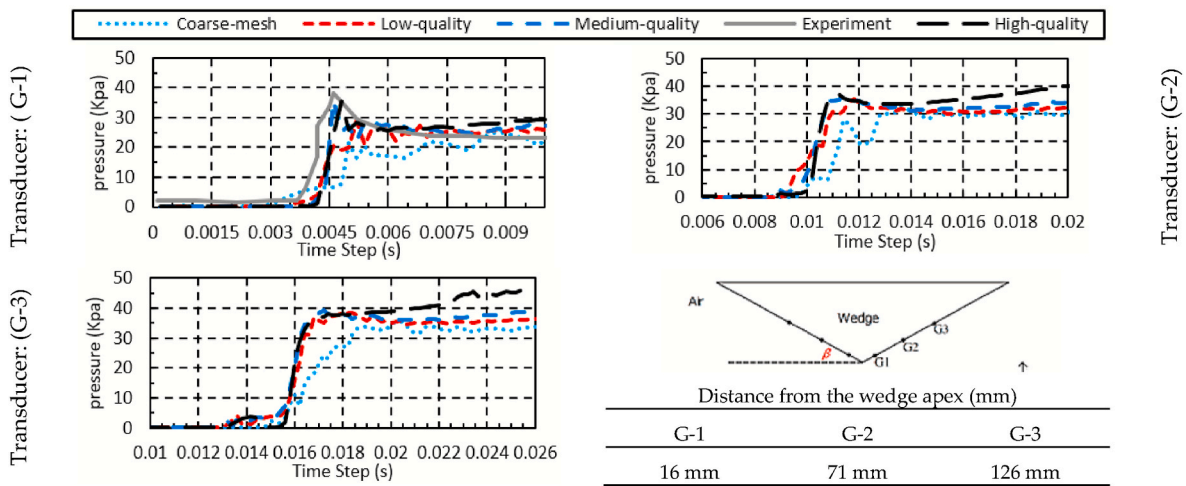 Coarse-mesh Low-quality Medium-quality Experiment High-quality
Transducer: ( G-1)
pressure (Kpa)
50
40
30
20
10
0
0 0.0015 0.003 0.0045 0.006 0.0075 0.009
Time Step (s)
Transducer: (G-2)
pressure (Kpa)
50
40
30
20
10
0
0.006 0.008 0.01 0.012 0.014 0.016 0.018 0.02
Time Step (s)
Transducer: (G-3)
pressure (Kpa)
50
40
30
20
10
0
0.01 0.012 0.014 0.016 0.018 0.02 0.022 0.024 0.026
Time Step (s)
Air
Wedge
β
G1
G2
G3
Distance from the wedge apex (mm)
G-1 G-2 G-3
16 mm 71 mm 126 mm